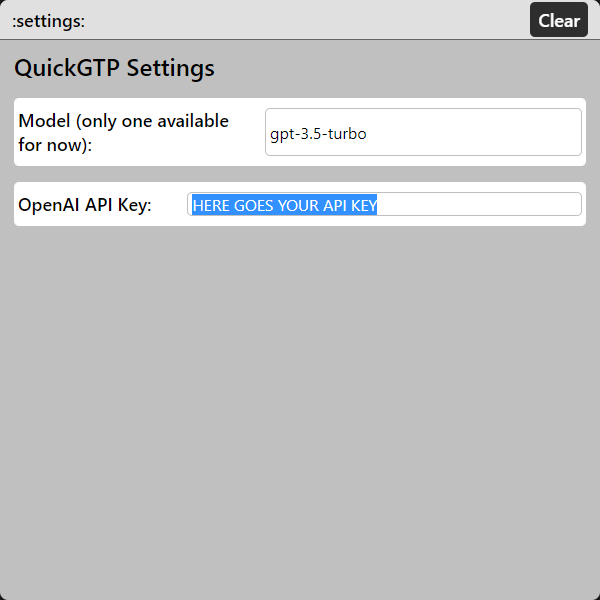 :settings:
Clear
QuickGTP Settings
Model (only one available
for now):
gpt-3.5-turbo
OpenAI API Key:
HERE GOES YOUR API KEY